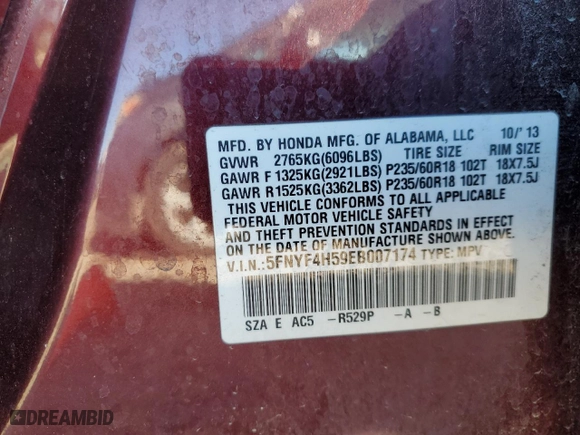 MFD. BY HONDA MFG. OF ALABAMA, LLC 10/'13
GVWR 2765KG(6096LBS) TIRE SIZE RIM SIZE
GAWR F 1325KG(2921LBS) P235/60R18 102T 18X7.5J
GAWR R1525KG(3362LBS) P235/60R18 102T 18X7.5J
THIS VEHICLE CONFORMS TO ALL APPLICABLE
FEDERAL MOTOR VEHICLE SAFETY
AND THEFT PREVENTION STANDARDS IN EFFECT
ON THE DATE OF MANUFACTURE SHOWN ABOVE.
V.I.N.:5FNYF4H59EB007174 TYPE: MPV
SZA E AC5 -R529P -A -B
DREAMBID